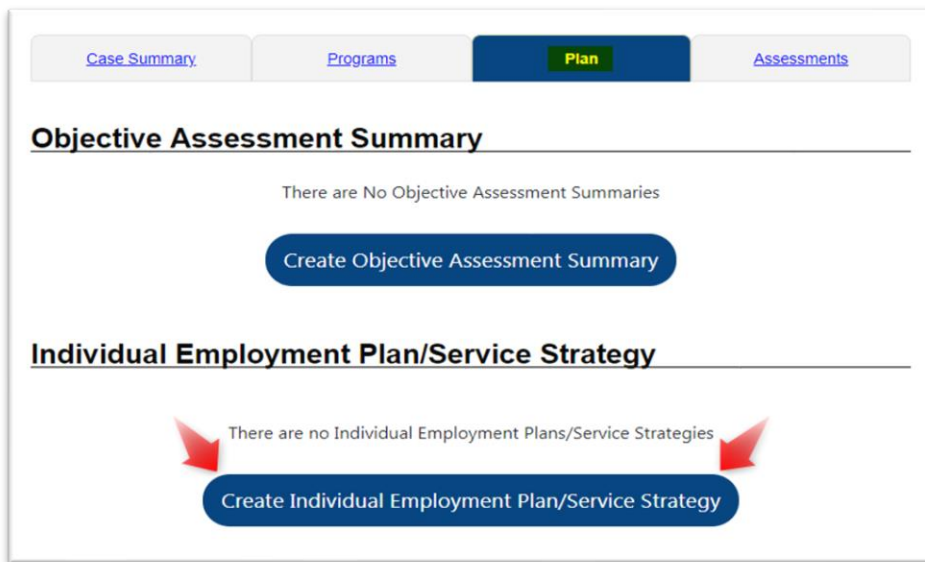 Case Summary Programs Plan Assessments
Objective Assessment Summary
There are No Objective Assessment Summaries
Create Objective Assessment Summary
Individual Employment Plan/Service Strategy
There are no Individual Employment Plans/Service Strategies
Create Individual Employment Plan/Service Strategy